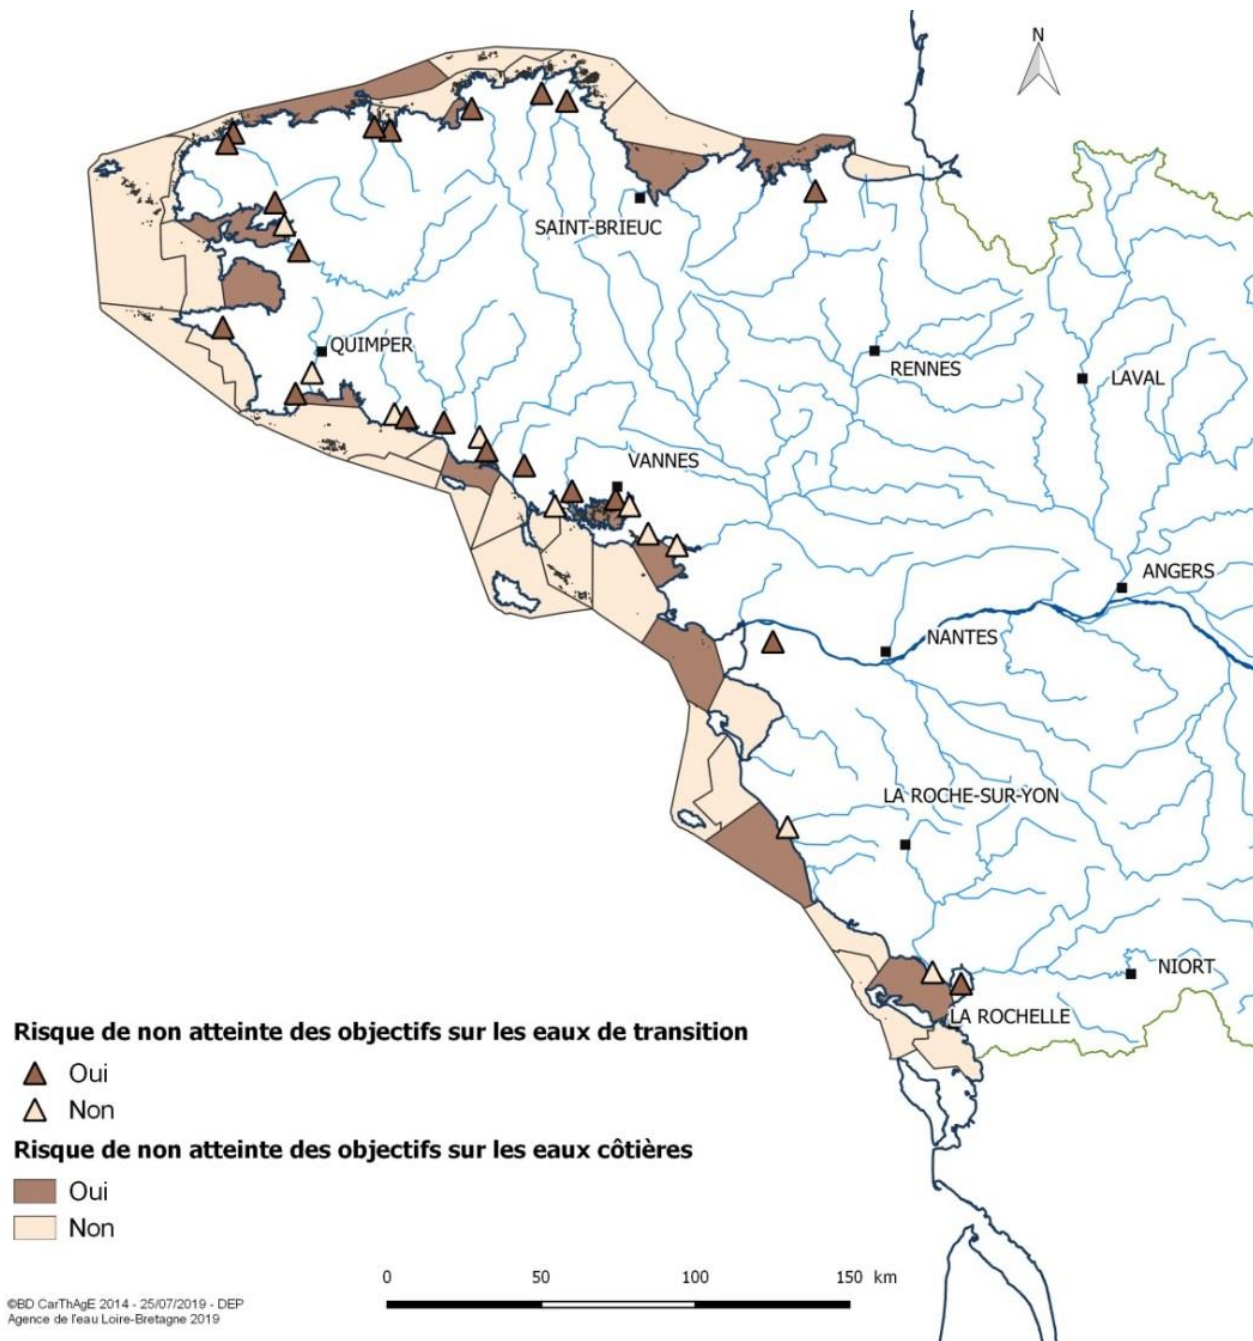 N
SAINT-BRIEUC
QUIMPER
RENNES
LAVAL
VANNES
ANGERS
NANTES
LA ROCHE-SUR-YON
NIORT
LA ROCHELLE
Risque de non atteinte des objectifs sur les eaux de transition
Oui
Non
Risque de non atteinte des objectifs sur les eaux côtières
Oui
Non
0 50 100 150 km
©BD CarThAgE 2014 - 25/07/2019 - DEP
Agence de l'eau Loire-Bretagne 2019